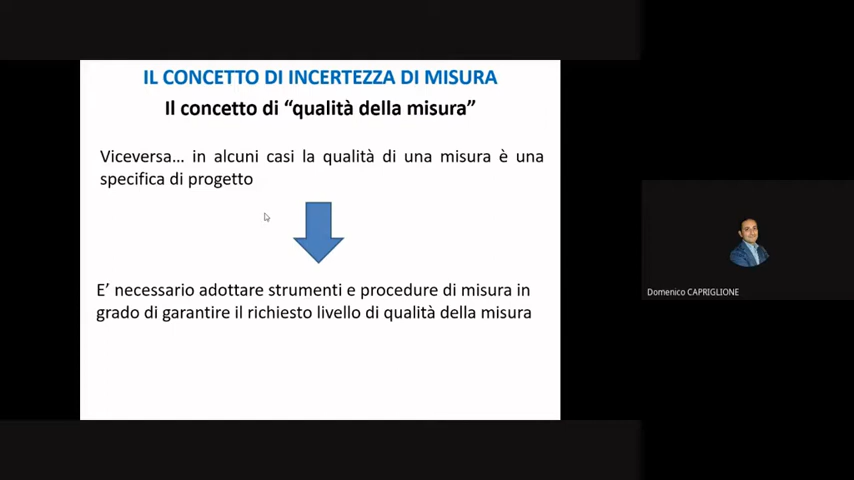 IL CONCETTO DI INCERTEZZA DI MISURA
Il concetto di “qualità della misura”
Viceversa... in alcuni casi la qualità di una misura è una
specifica di progetto
E’ necessario adottare strumenti e procedure di misura in
grado di garantire il richiesto livello di qualità della misura
Domenico CAPRIGLIONE